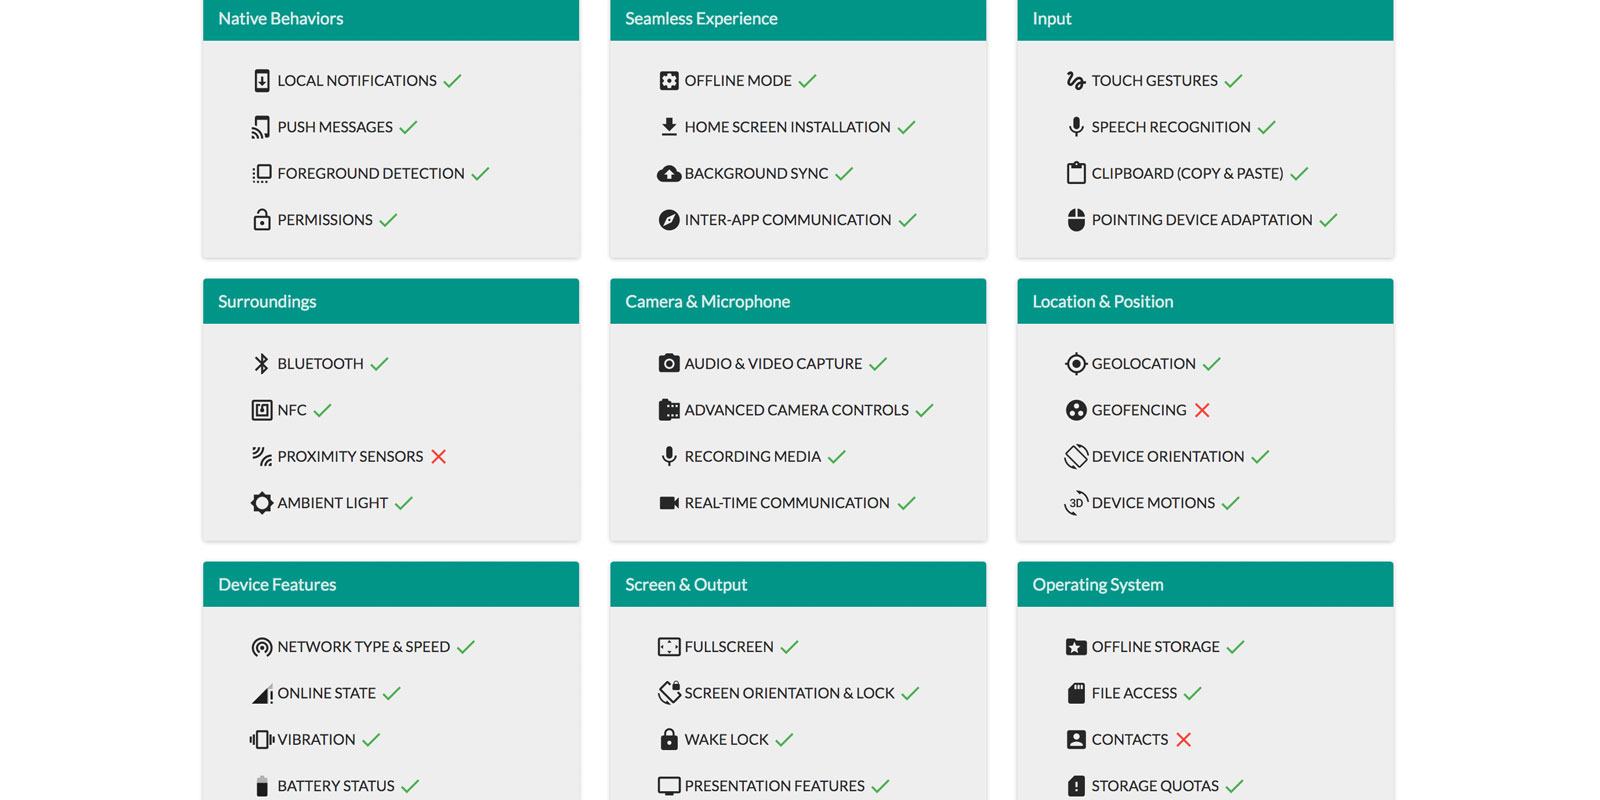 Native Behaviors
LOCAL NOTIFICATIONS
PUSH MESSAGES
FOREGROUND DETECTION
PERMISSIONS
Seamless Experience
OFFLINE MODE
HOME SCREEN INSTALLATION
BACKGROUND SYNC
INTER-APP COMMUNICATION
Input
TOUCH GESTURES
SPEECH RECOGNITION
CLIPBOARD (COPY & PASTE)
POINTING DEVICE ADAPTATION
Surroundings
BLUETOOTH
NFC
PROXIMITY SENSORS
AMBIENT LIGHT
Camera & Microphone
AUDIO & VIDEO CAPTURE
ADVANCED CAMERA CONTROLS
RECORDING MEDIA
REAL-TIME COMMUNICATION
Location & Position
GEOLOCATION
GEOFENCING
DEVICE ORIENTATION
3D DEVICE MOTIONS
Device Features
NETWORK TYPE & SPEED
ONLINE STATE
VIBRATION
BATTERY STATUS
Screen & Output
FULLSCREEN
SCREEN ORIENTATION & LOCK
WAKE LOCK
PRESENTATION FEATURES
Operating System
OFFLINE STORAGE
FILE ACCESS
CONTACTS
STORAGE QUOTAS